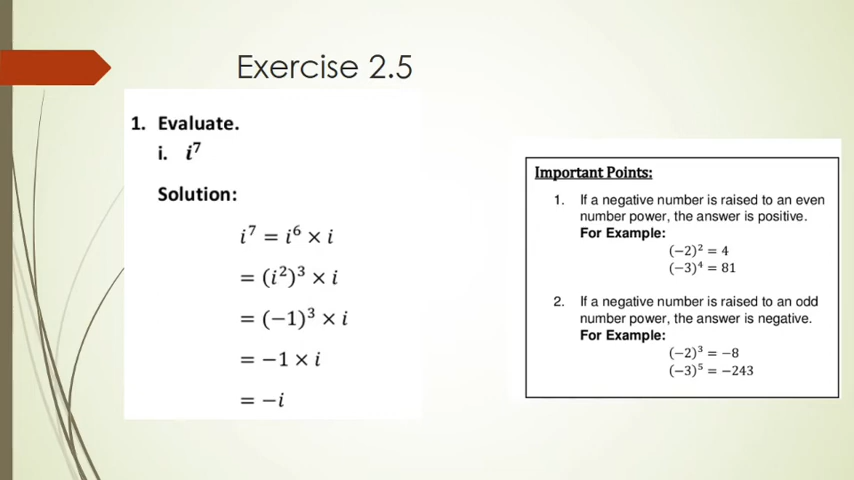 Exercise 2.5
1. Evaluate.
i. i⁷
Solution:
i⁷ = i⁶ × i
= (i²)³ × i
= (−1)³ × i
= −1 × i
= −i
Important Points:
1. If a negative number is raised to an even
number power, the answer is positive.
For Example:
(−2)² = 4
(−3)⁴ = 81
2. If a negative number is raised to an odd
number power, the answer is negative.
For Example:
(−2)³ = −8
(−3)⁵ = −243